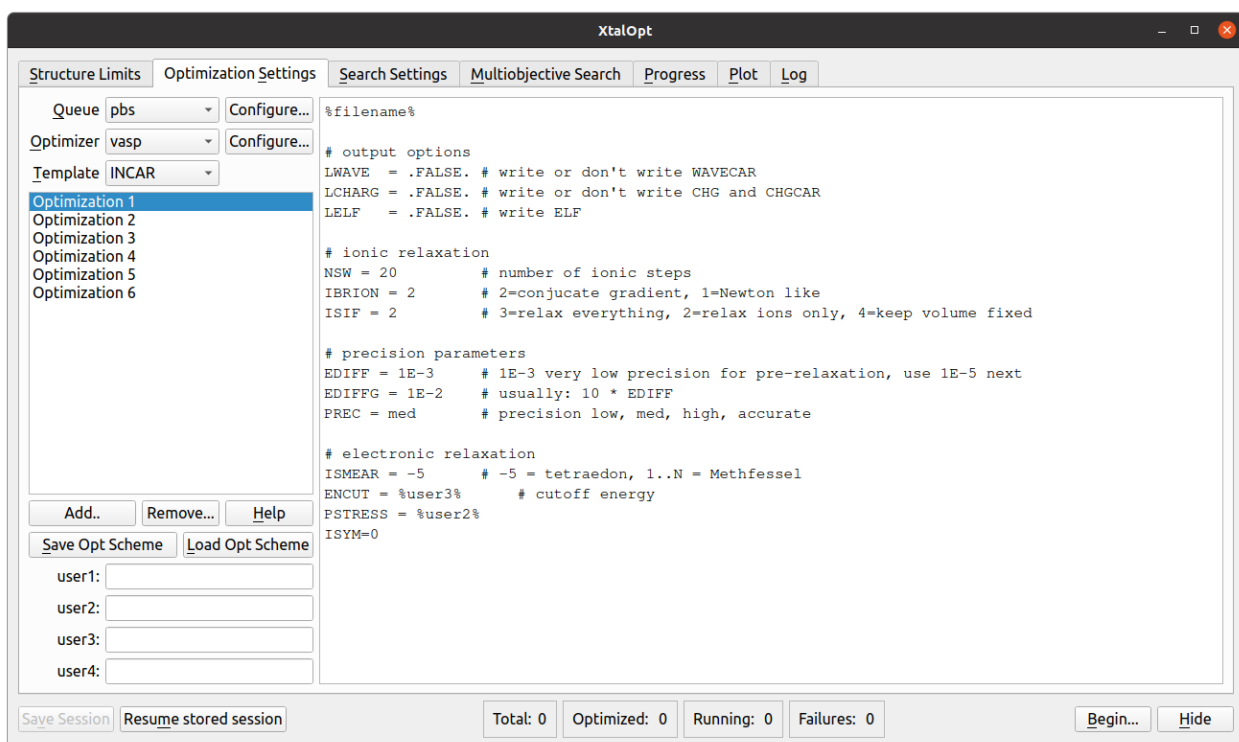 XtalOpt
Structure Limits
Optimization Settings
Search Settings
Multiobjective Search
Progress
Plot
Log
Queue pbs Configure...
Optimizer vasp Configure...
Template INCAR
Optimization 1
Optimization 2
Optimization 3
Optimization 4
Optimization 5
Optimization 6
Add..
Remove...
Help
Save Opt Scheme
Load Opt Scheme
user1:
user2:
user3:
user4:
%filename%
# output options
LWAVE  = .FALSE. # write or don't write WAVECAR
LCHARG = .FALSE. # write or don't write CHG and CHGCAR
LELF   = .FALSE. # write ELF
# ionic relaxation
NSW = 20         # number of ionic steps
IBRION = 2       # 2=conjucate gradient, 1=Newton like
ISIF = 2         # 3=relax everything, 2=relax ions only, 4=keep volume fixed
# precision parameters
EDIFF = 1E-3     # 1E-3 very low precision for pre-relaxation, use 1E-5 next
EDIFFG = 1E-2    # usually: 10 * EDIFF
PREC = med       # precision low, med, high, accurate
# electronic relaxation
ISMEAR = -5      # -5 = tetraedon, 1..N = Methfessel
ENCUT = %user3%      # cutoff energy
PSTRESS = %user2%
ISYM=0
Save Session
Resume stored session
Total: 0
Optimized: 0
Running: 0
Failures: 0
Begin...
Hide